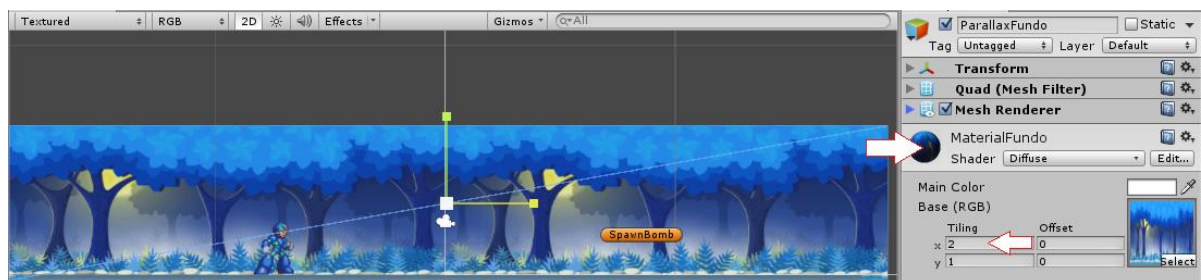 Textured RGB 2D Effects Gizmos All
ParallaxFundo Static
Tag Untagged Layer Default
Transform
Quad (Mesh Filter)
Mesh Renderer
MaterialFundo
Shader Diffuse Edit...
Main Color
Base (RGB)
Tiling Offset
x 2 0
y 1 0
Select
SpawnBomb